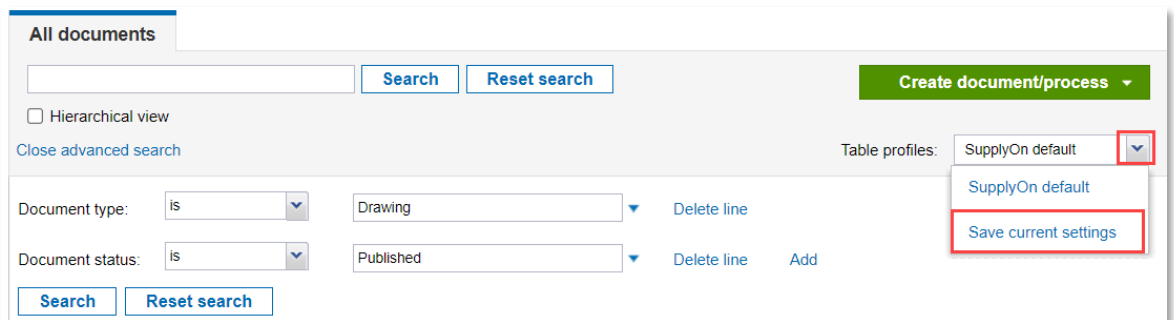 All documents
Search Reset search Create document/process
Hierarchical view
Close advanced search Table profiles: SupplyOn default
SupplyOn default
Document type: is Drawing Delete line
Save current settings
Document status: is Published Delete line Add
Search Reset search